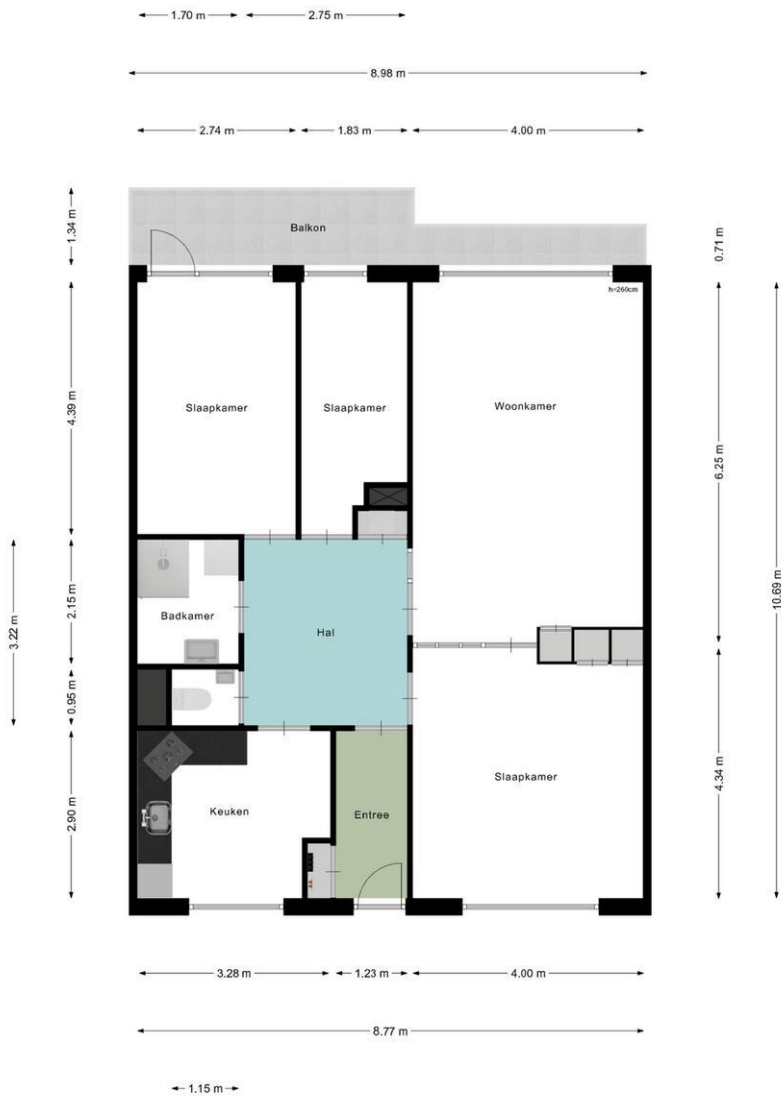 1.70 m 2.75 m
8.98 m
2.74 m 1.83 m 4.00 m
1.34 m
Balkon
0.71 m
h=260cm
4.39 m
Slaapkamer
Slaapkamer
Woonkamer
6.25 m
10.69 m
3.22 m
2.15 m
Badkamer
Hal
0.95 m
2.90 m
Keuken
Entree
Slaapkamer
4.34 m
3.28 m 1.23 m 4.00 m
8.77 m
1.15 m